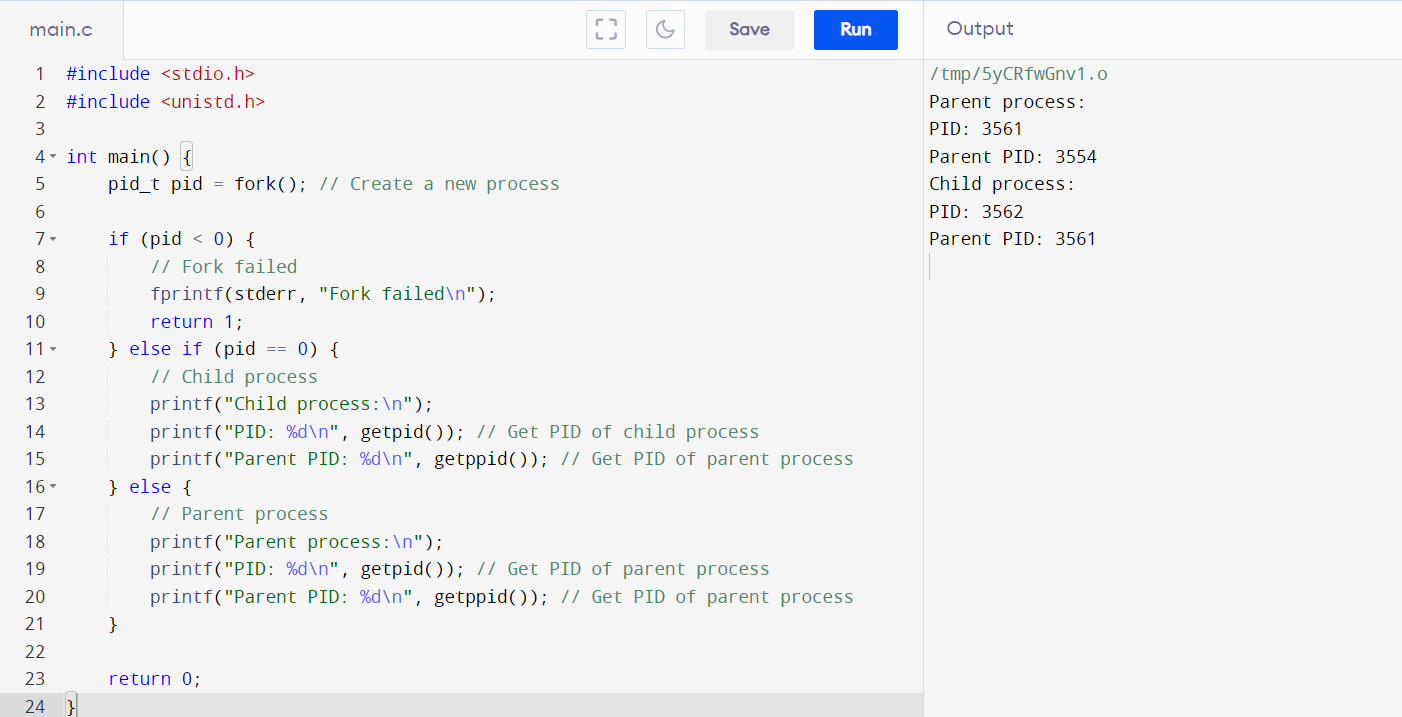 main.c
Save
Run
Output
1 #include <stdio.h>
2 #include <unistd.h>
3
4 int main() {
5     pid_t pid = fork(); // Create a new process
6
7     if (pid < 0) {
8         // Fork failed
9         fprintf(stderr, "Fork failed\n");
10         return 1;
11     } else if (pid == 0) {
12         // Child process
13         printf("Child process:\n");
14         printf("PID: %d\n", getpid()); // Get PID of child process
15         printf("Parent PID: %d\n", getppid()); // Get PID of parent process
16     } else {
17         // Parent process
18         printf("Parent process:\n");
19         printf("PID: %d\n", getpid()); // Get PID of parent process
20         printf("Parent PID: %d\n", getppid()); // Get PID of parent process
21     }
22
23     return 0;
24 }
/tmp/5yCRfwGnv1.o
Parent process:
PID: 3561
Parent PID: 3554
Child process:
PID: 3562
Parent PID: 3561